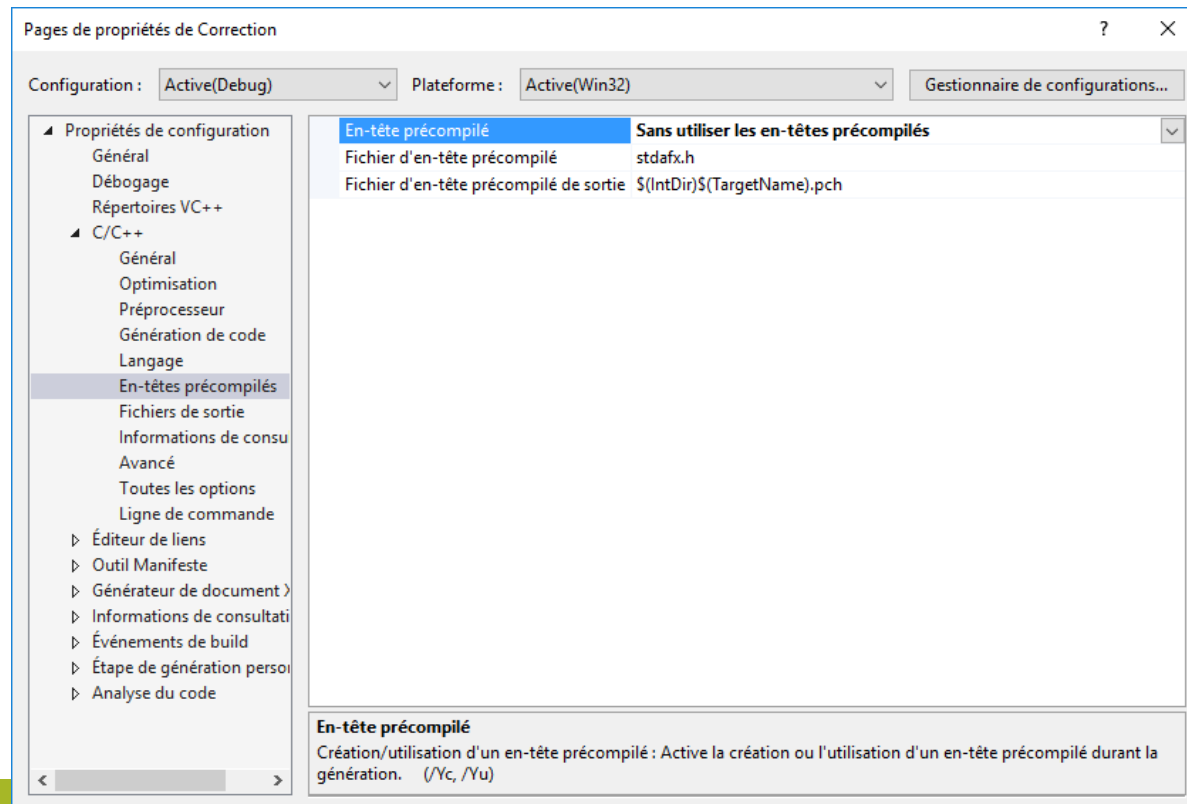 Pages de propriétés de Correction ? ×
Configuration : Active(Debug) Plateforme : Active(Win32) Gestionnaire de configurations...
Propriétés de configuration
Général
Débogage
Répertoires VC++
C/C++
Général
Optimisation
Préprocesseur
Génération de code
Langage
En-têtes précompilés
Fichiers de sortie
Informations de consul
Avancé
Toutes les options
Ligne de commande
Éditeur de liens
Outil Manifeste
Générateur de document X
Informations de consultati
Événements de build
Étape de génération person
Analyse du code
En-tête précompilé Sans utiliser les en-têtes précompilés
Fichier d'en-tête précompilé stdafx.h
Fichier d'en-tête précompilé de sortie $(IntDir)$(TargetName).pch
En-tête précompilé
Création/utilisation d'un en-tête précompilé : Active la création ou l'utilisation d'un en-tête précompilé durant la
génération. (/Yc, /Yu)